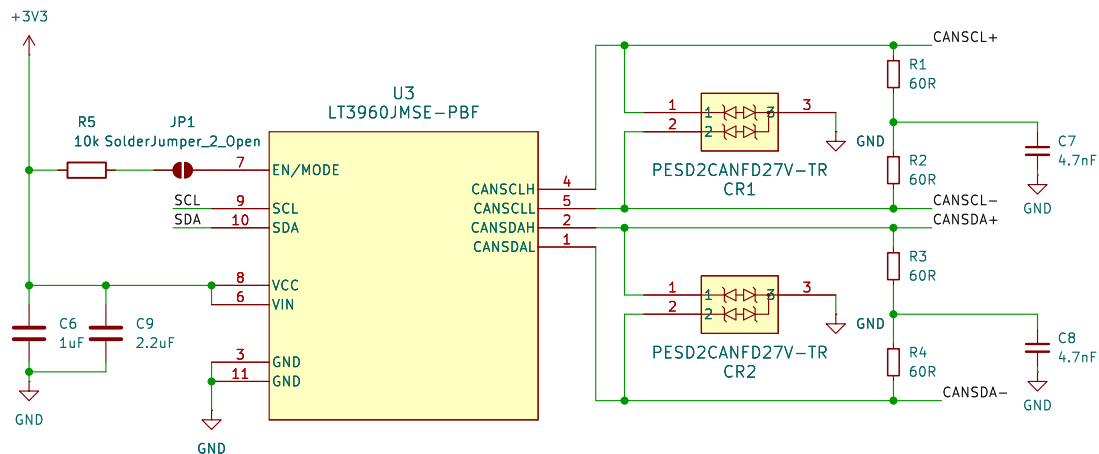 +3V3
CANSCL+
R1
60R
U3
LT3960JMSE-PBF
1
1
3
3
2
2
R5
10k
JP1
SolderJumper_2_Open
GND
C7
4.7nF
7
EN/MODE
R2
60R
PESD2CANFD27V-TR
CR1
CANSCLH
4
SCL
9
SCL
CANSCLL
5
CANSCL-
GND
SDA
10
SDA
CANSDAH
2
CANSDA+
CANSDAL
1
R3
60R
8
VCC
6
VIN
1
1
3
3
2
2
C6
1uF
C9
2.2uF
GND
C8
4.7nF
3
GND
11
GND
PESD2CANFD27V-TR
CR2
R4
60R
CANSDA-
GND
GND
GND